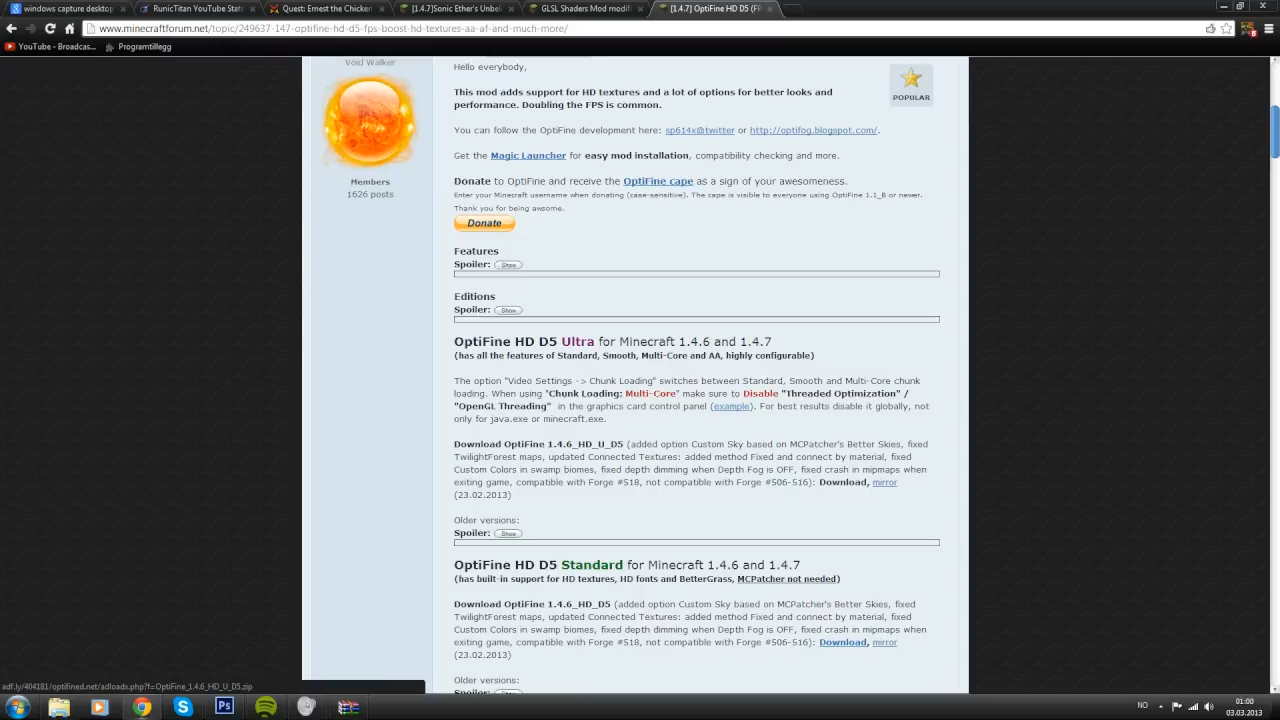 windows capture desktop
RunicTitan YouTube Stats
Quest: Ernest the Chicken
[1.4.7]Sonic Ether's Unbeli
GLSL Shaders Mod modif
[1.4.7] OptiFine HD D5 (FP
www.minecraftforum.net/topic/249637-147-optifine-hd-d5-fps-boost-hd-textures-aa-af-and-much-more/
YouTube - Broadcas...
Programtillegg
Void Walker
Members
1626 posts
Hello everybody,
POPULAR
This mod adds support for HD textures and a lot of options for better looks and
performance. Doubling the FPS is common.
You can follow the OptiFine development here: sp614x@twitter or http://optifog.blogspot.com/.
Get the Magic Launcher for easy mod installation, compatibility checking and more.
Donate to OptiFine and receive the OptiFine cape as a sign of your awesomeness.
Enter your Minecraft username when donating (case-sensitive). The cape is visible to everyone using OptiFine 1.1_B or newer.
Thank you for being awsome.
Donate
Features
Spoiler: Show
Editions
Spoiler: Show
OptiFine HD D5 Ultra for Minecraft 1.4.6 and 1.4.7
(has all the features of Standard, Smooth, Multi-Core and AA, highly configurable)
The option "Video Settings -> Chunk Loading" switches between Standard, Smooth and Multi-Core chunk
loading. When using "Chunk Loading: Multi-Core" make sure to Disable "Threaded Optimization" /
"OpenGL Threading" in the graphics card control panel (example). For best results disable it globally, not
only for java.exe or minecraft.exe.
Download OptiFine 1.4.6_HD_U_D5 (added option Custom Sky based on MCPatcher's Better Skies, fixed
TwilightForest maps, updated Connected Textures: added method Fixed and connect by material, fixed
Custom Colors in swamp biomes, fixed depth dimming when Depth Fog is OFF, fixed crash in mipmaps when
exiting game, compatible with Forge #518, not compatible with Forge #506-516): Download, mirror
(23.02.2013)
Older versions:
Spoiler: Show
OptiFine HD D5 Standard for Minecraft 1.4.6 and 1.4.7
(has built-in support for HD textures, HD fonts and BetterGrass, MCPatcher not needed)
Download OptiFine 1.4.6_HD_D5 (added option Custom Sky based on MCPatcher's Better Skies, fixed
TwilightForest maps, updated Connected Textures: added method Fixed and connect by material, fixed
Custom Colors in swamp biomes, fixed depth dimming when Depth Fog is OFF, fixed crash in mipmaps when
exiting game, compatible with Forge #518, not compatible with Forge #506-516): Download, mirror
(23.02.2013)
Older versions:
Spoiler: Show
adf.ly/404181/optifined.net/adloadx.php?f=OptiFine_1.4.6_HD_U_D5.zip
Ps
NO
01:00
03.03.2013